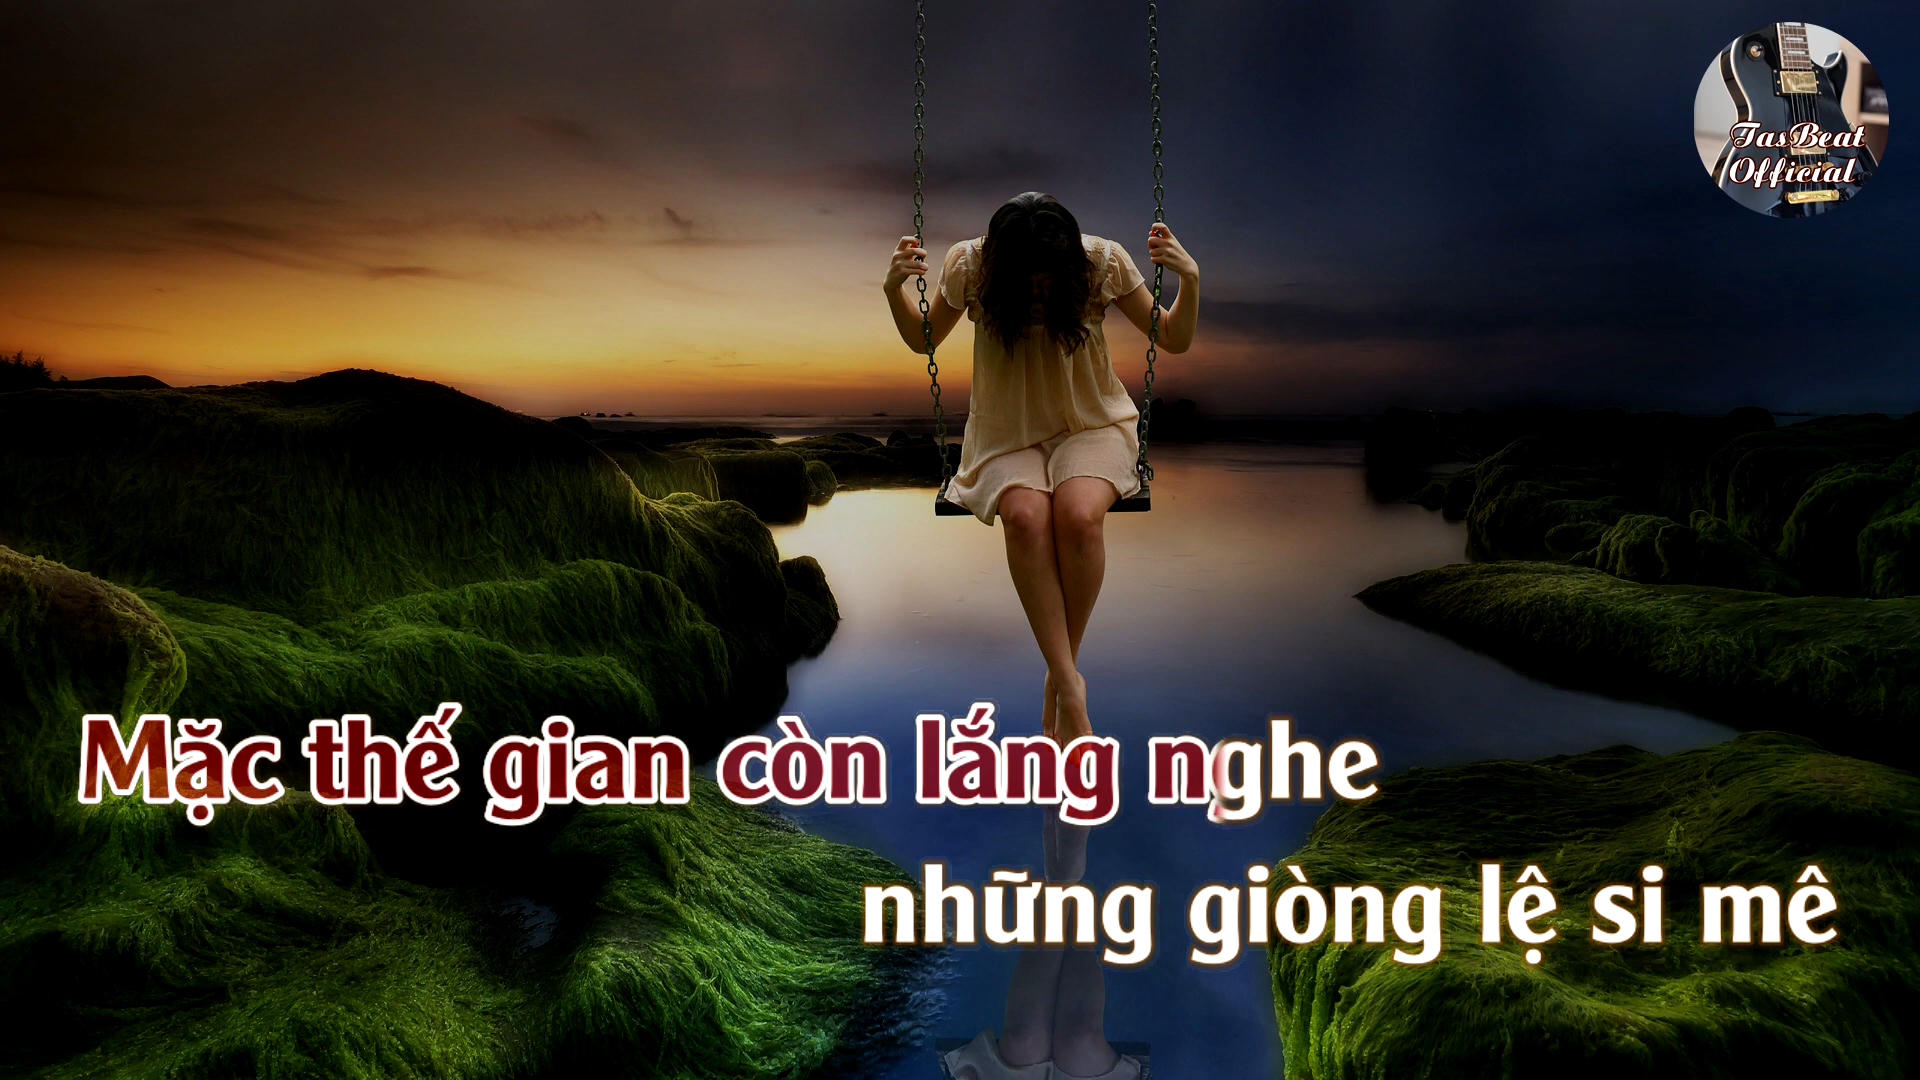 TasBeat
Official
Mặc thế gian còn lắng nghe
những giòng lệ si mê